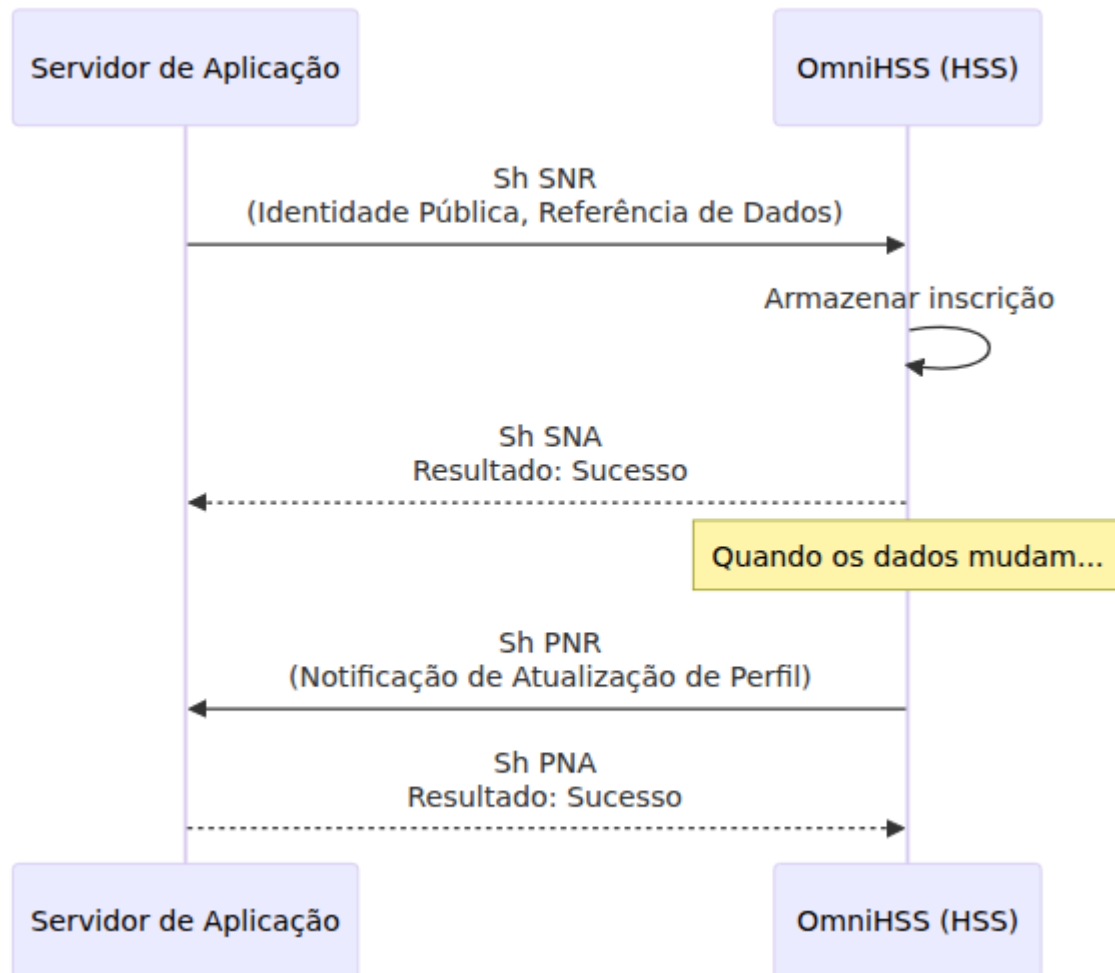 Servidor de Aplicação
OmniHSS (HSS)
Sh SNR
(Identidade Pública, Referência de Dados)
Armazenar inscrição
Sh SNA
Resultado: Sucesso
Quando os dados mudam...
Sh PNR
(Notificação de Atualização de Perfil)
Sh PNA
Resultado: Sucesso
Servidor de Aplicação
OmniHSS (HSS)